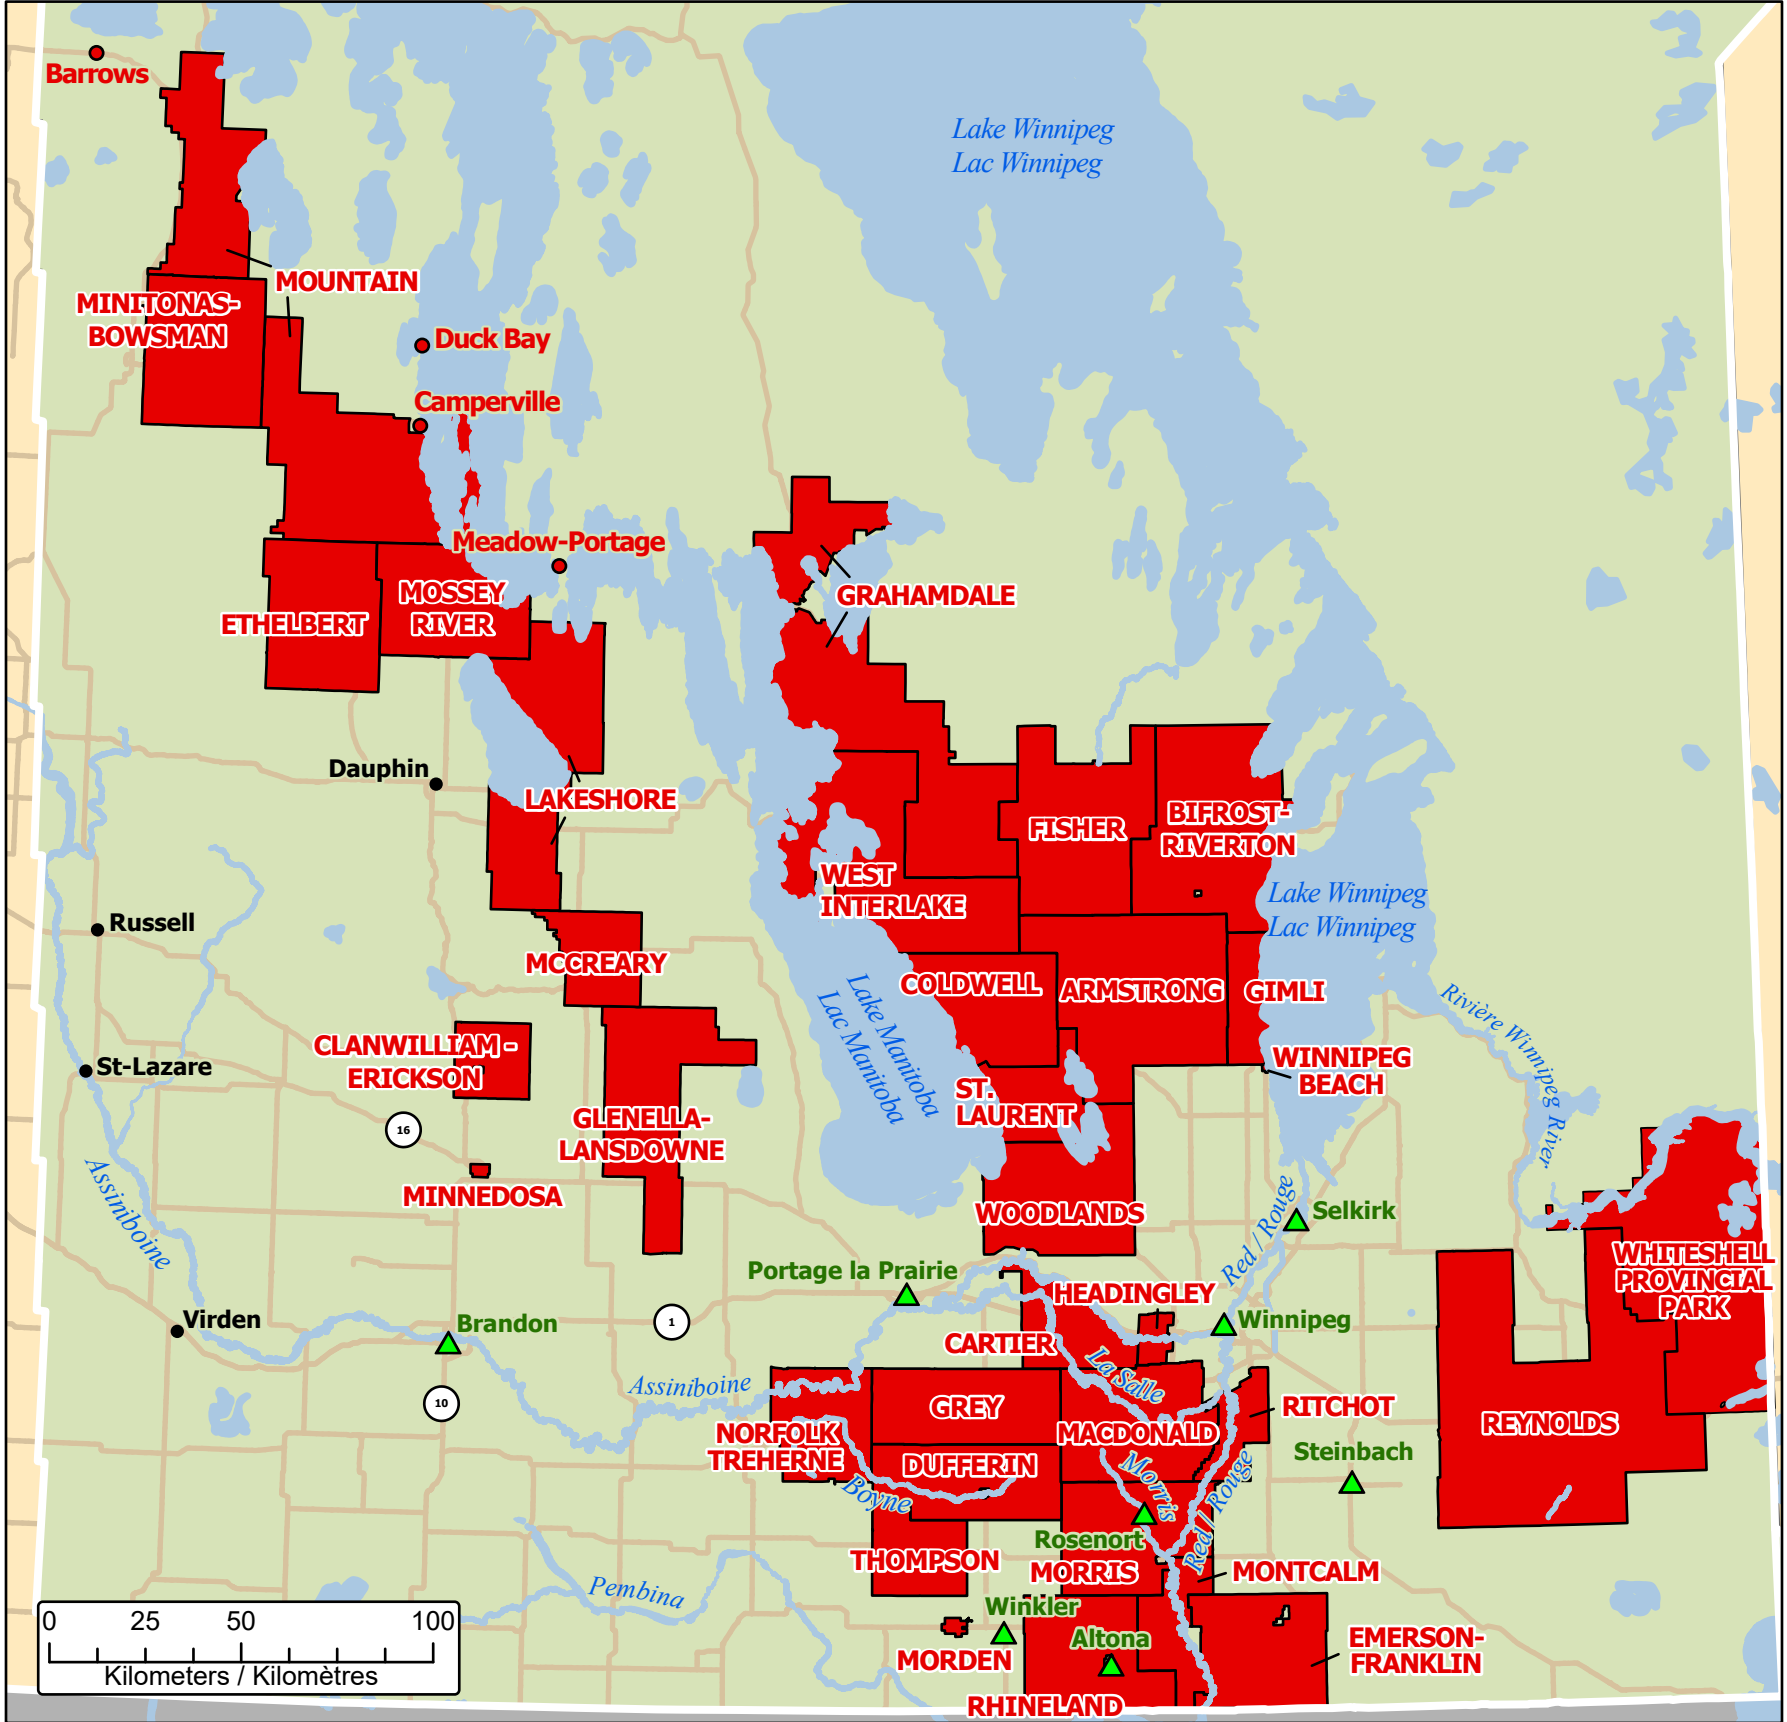 Barrows
Lake Winnipeg
Lac Winnipeg
MOUNTAIN
MINITONAS-
BOWSMAN
Duck Bay
Camperville
Meadow-Portage
GRAHAMDALE
MOSSEY
RIVER
ETHELBERT
Dauphin
LAKESHORE
FISHER
BIFROST-
RIVERTON
WEST
INTERLAKE
Lake Winnipeg
Lac Winnipeg
Russell
MCCREARY
COLDWELL
ARMSTRONG
GIMLI
Lake Manitoba
Lac Manitoba
Rivière Winnipeg River
CLANWILLIAM -
ERICKSON
WINNIPEG
BEACH
St-Lazare
ST.
LAURENT
GLENELLA-
LANSDOWNE
16
MINNEDOSA
Assiniboine
WOODLANDS
Selkirk
Red / Rouge
WHITESHELL
PROVINCIAL
PARK
Portage la Prairie
HEADINGLEY
Virden
Brandon
1
Winnipeg
CARTIER
La Salle
Assiniboine
10
GREY
RITCHOT
REYNOLDS
NORFOLK
TREHERNE
MACDONALD
Steinbach
DUFFERIN
Boyne
Morris
Red / Rouge
Rosenort
THOMPSON
MORRIS
MONTCALM
Pembina
Winkler
Altona
EMERSON-
FRANKLIN
MORDEN
RHINELAND
0 25 50 100
Kilometers / Kilomètres